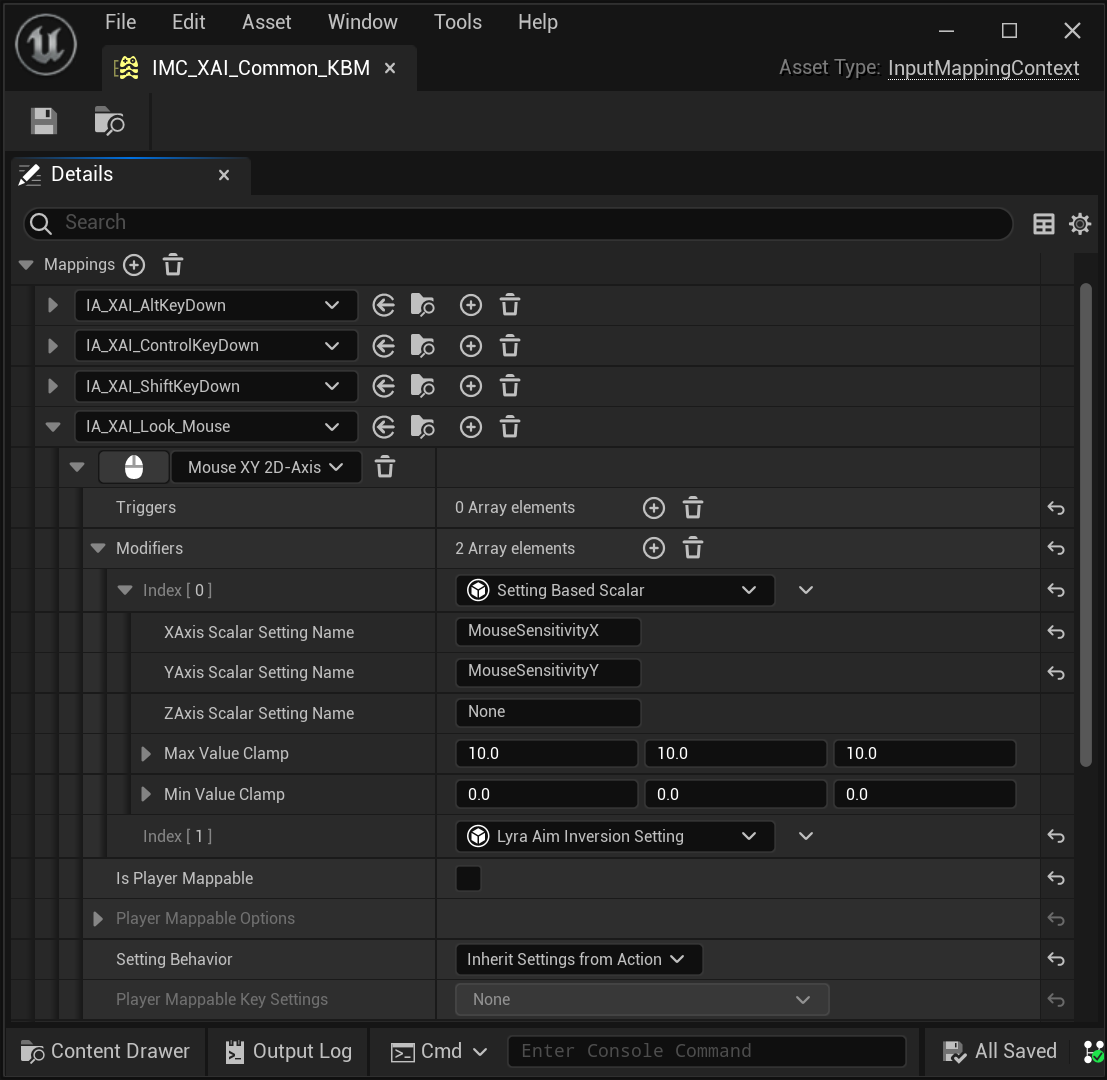 File Edit Asset Window Tools Help
IMC_XAI_Common_KBM
Asset Type: InputMappingContext
Details
Search
Mappings
IA_XAI_AltKeyDown
IA_XAI_ControlKeyDown
IA_XAI_ShiftKeyDown
IA_XAI_Look_Mouse
Mouse XY 2D-Axis
Triggers 0 Array elements
Modifiers 2 Array elements
Index [ 0 ] Setting Based Scalar
XAxis Scalar Setting Name MouseSensitivityX
YAxis Scalar Setting Name MouseSensitivityY
ZAxis Scalar Setting Name None
Max Value Clamp 10.0 10.0 10.0
Min Value Clamp 0.0 0.0 0.0
Index [ 1 ] Lyra Aim Inversion Setting
Is Player Mappable
Player Mappable Options
Setting Behavior Inherit Settings from Action
Player Mappable Key Settings None
Content Drawer Output Log Cmd Enter Console Command All Saved